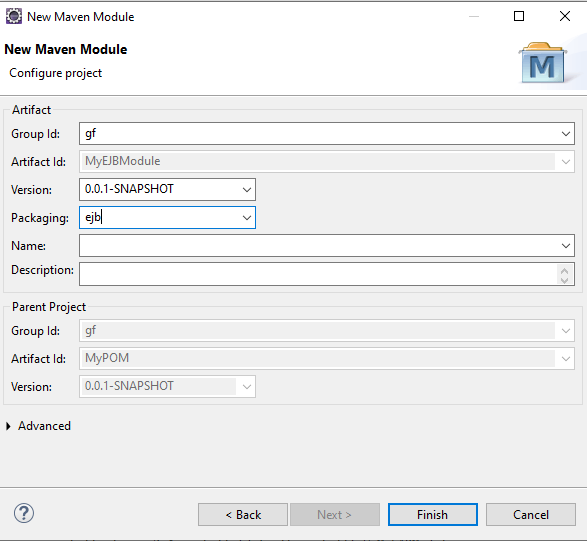 New Maven Module
New Maven Module
Configure project
M
Artifact
Group Id: gf
Artifact Id: MyEJBModule
Version: 0.0.1-SNAPSHOT
Packaging: ejb
Name:
Description:
Parent Project
Group Id: gf
Artifact Id: MyPOM
Version: 0.0.1-SNAPSHOT
Advanced
? < Back Next > Finish Cancel